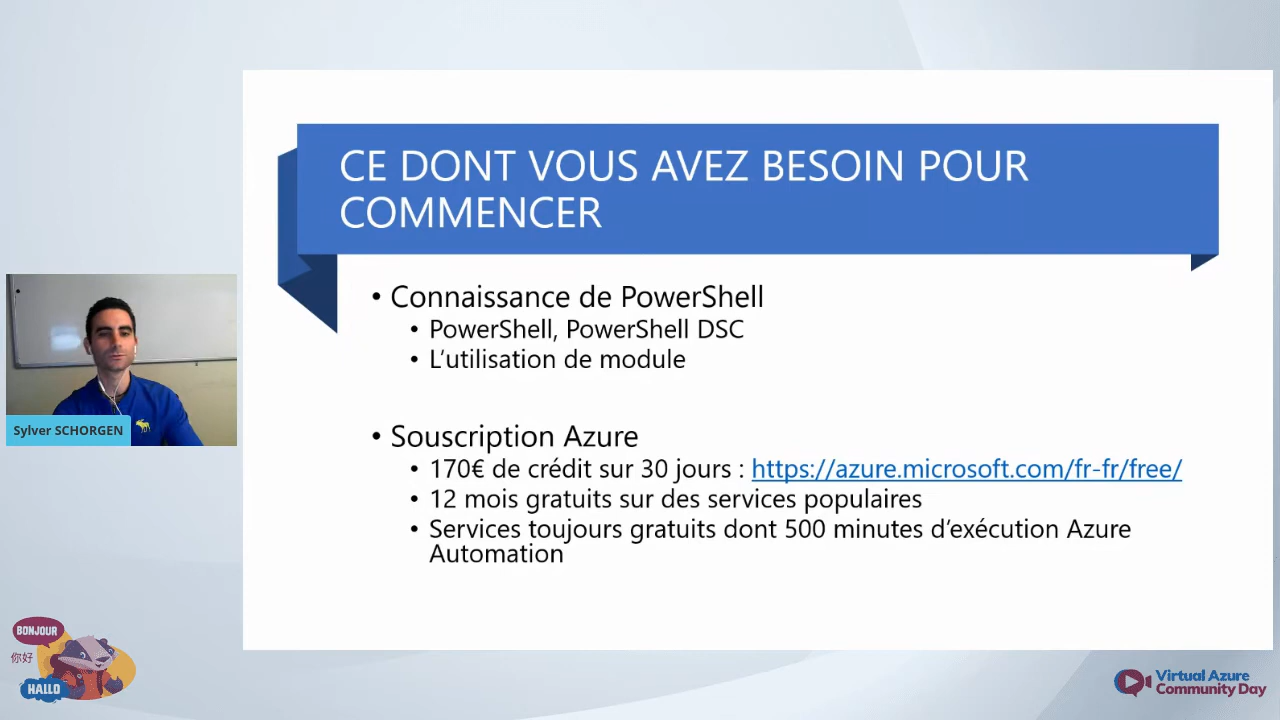 CE DONT VOUS AVEZ BESOIN POUR
COMMENCER
• Connaissance de PowerShell
• PowerShell, PowerShell DSC
• L'utilisation de module
• Souscription Azure
• 170€ de crédit sur 30 jours : https://azure.microsoft.com/fr-fr/free/
• 12 mois gratuits sur des services populaires
• Services toujours gratuits dont 500 minutes d'exécution Azure
Automation
Sylver SCHORGEN
BONJOUR
你好
HALLO
Virtual Azure
Community Day